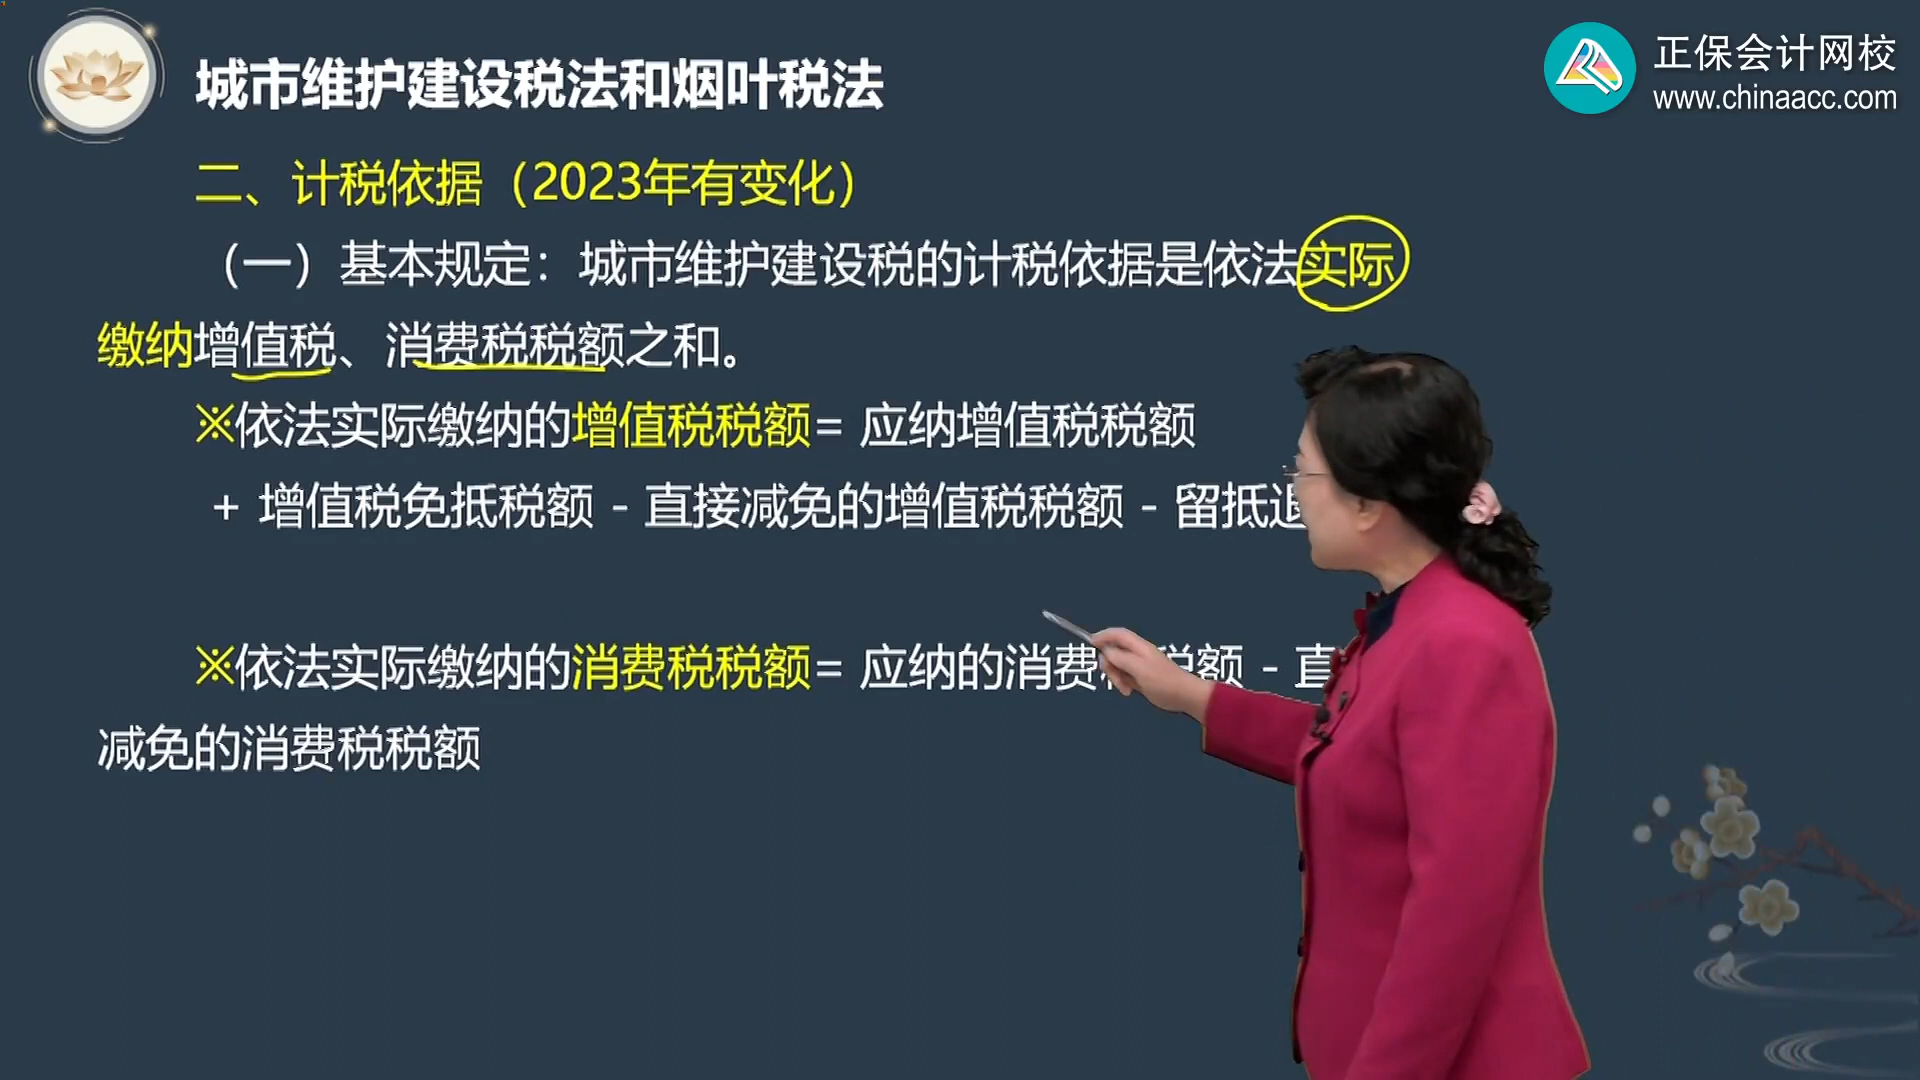 城市维护建设税法和烟叶税法
正保会计网校
www.chinaacc.com
二、计税依据（2023年有变化）
（一）基本规定：城市维护建设税的计税依据是依法实际
缴纳增值税、消费税税额之和。
※依法实际缴纳的增值税税额= 应纳增值税税额
+ 增值税免抵税额 - 直接减免的增值税税额 - 留抵退
※依法实际缴纳的消费税税额= 应纳的消费 税额 - 直
减免的消费税税额